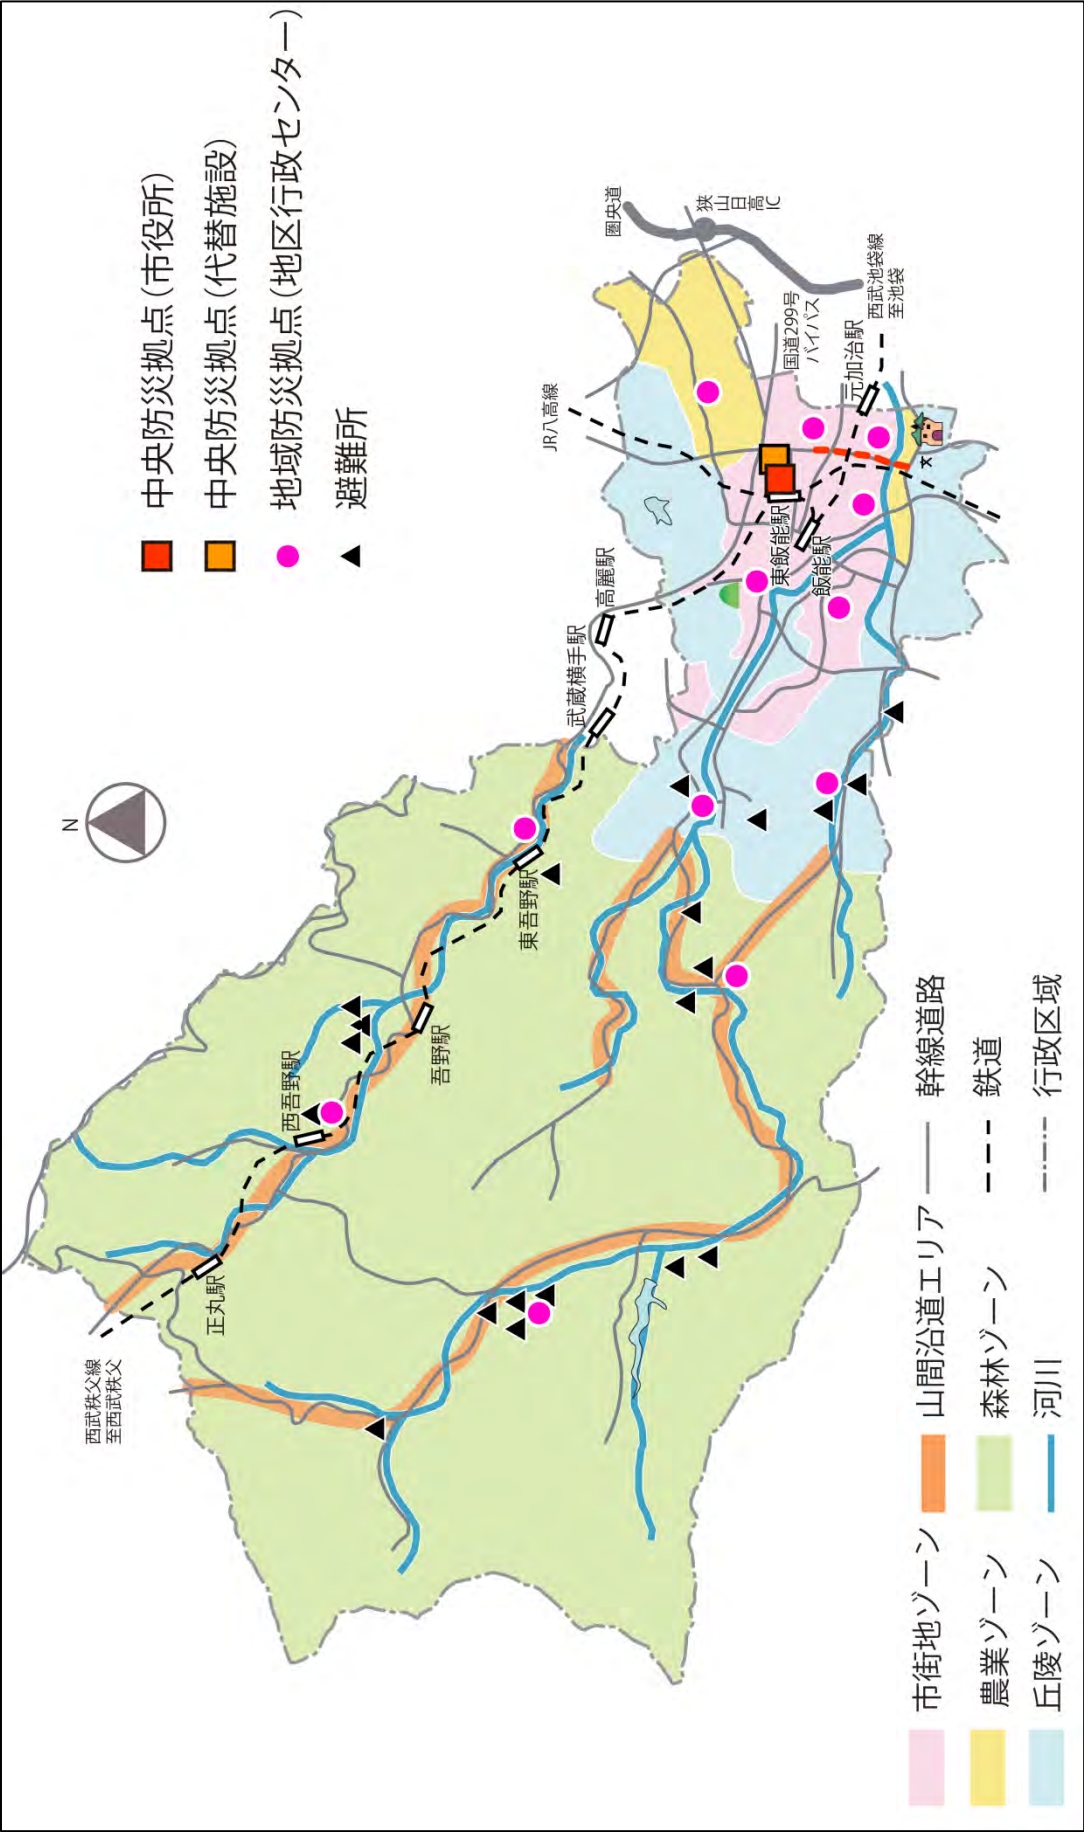 中央防災拠点（市役所）
中央防災拠点（代替施設）
地域防災拠点（地区行政センター）
避難所
N
圏央道
狭山日高IC
JR八高線
国道299号
バイパス
西武池袋線
至池袋
元加治駅
東飯能駅
飯能駅
高麗駅
武蔵横手駅
東吾野駅
吾野駅
西吾野駅
正丸駅
西武秩父線
至西武秩父
市街地ゾーン
農業ゾーン
丘陵ゾーン
山間沿道エリア
森林ゾーン
河川
幹線道路
鉄道
行政区域